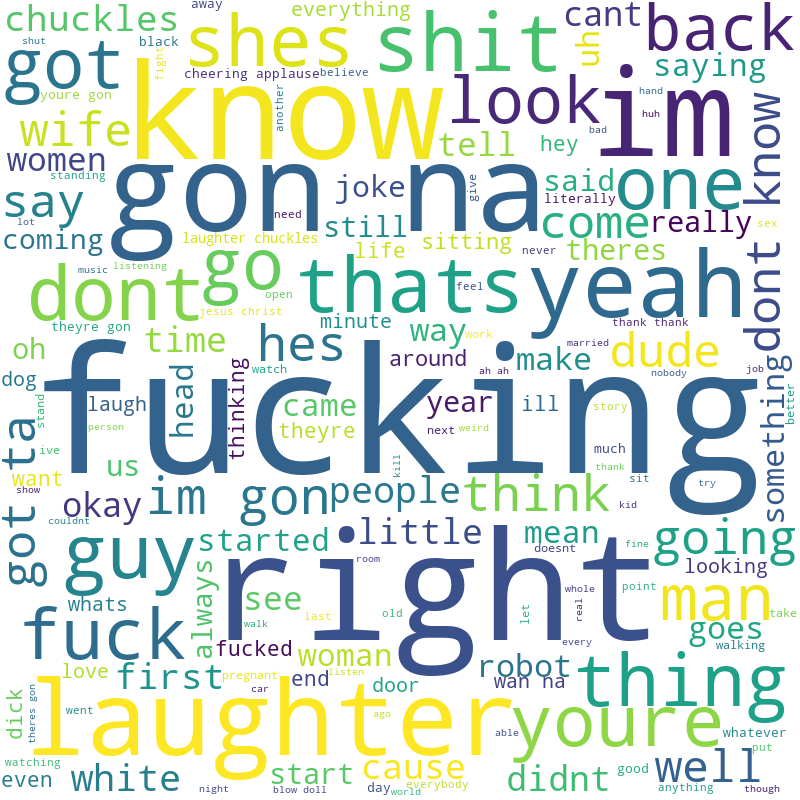 away
everything
chuckles
cant
back
shut
black
shes
shit
uh
got
cheering applause
believe
saying
fight
know
look
im
youre gon
another
hand
huh
wife
tell
hey
bad
women
gon na
joke
said
one
dont know
standing
literally
say
give
need
still
come
really
lot
coming
laughter chuckles
life
sitting
never
theres
sex
music
listening
go
thats
yeah
feel
open
dont
jesus christ
theyre gon
minute
thank thank
time
hes
way
work
married
oh
around
make
dude
watch
ah ah
nobody
job
dog
fucking
thinking
head
laugh
came
year
ill
story
something
better
stand
theyre
next
weird
person
ive
us
much
got ta
want
kill
thank
sit
try
show
okay
im gon
people
think
kid
couldnt
little
started
mean
going
doesnt
fine
guy
right
room
looking
always
see
whole
point
whats
old
let
real
man
take
walk
last
fuck
fucked
every
goes
walking
woman
love
first
pregnant
listen
end
door
robot
wan na
thing
car
dick
theres gon
went
laughter
ago
able
youre
whatever
put
watching
even
white
start
cause
didnt
good
well
everybody
anything
night
blow doll
day
world
though